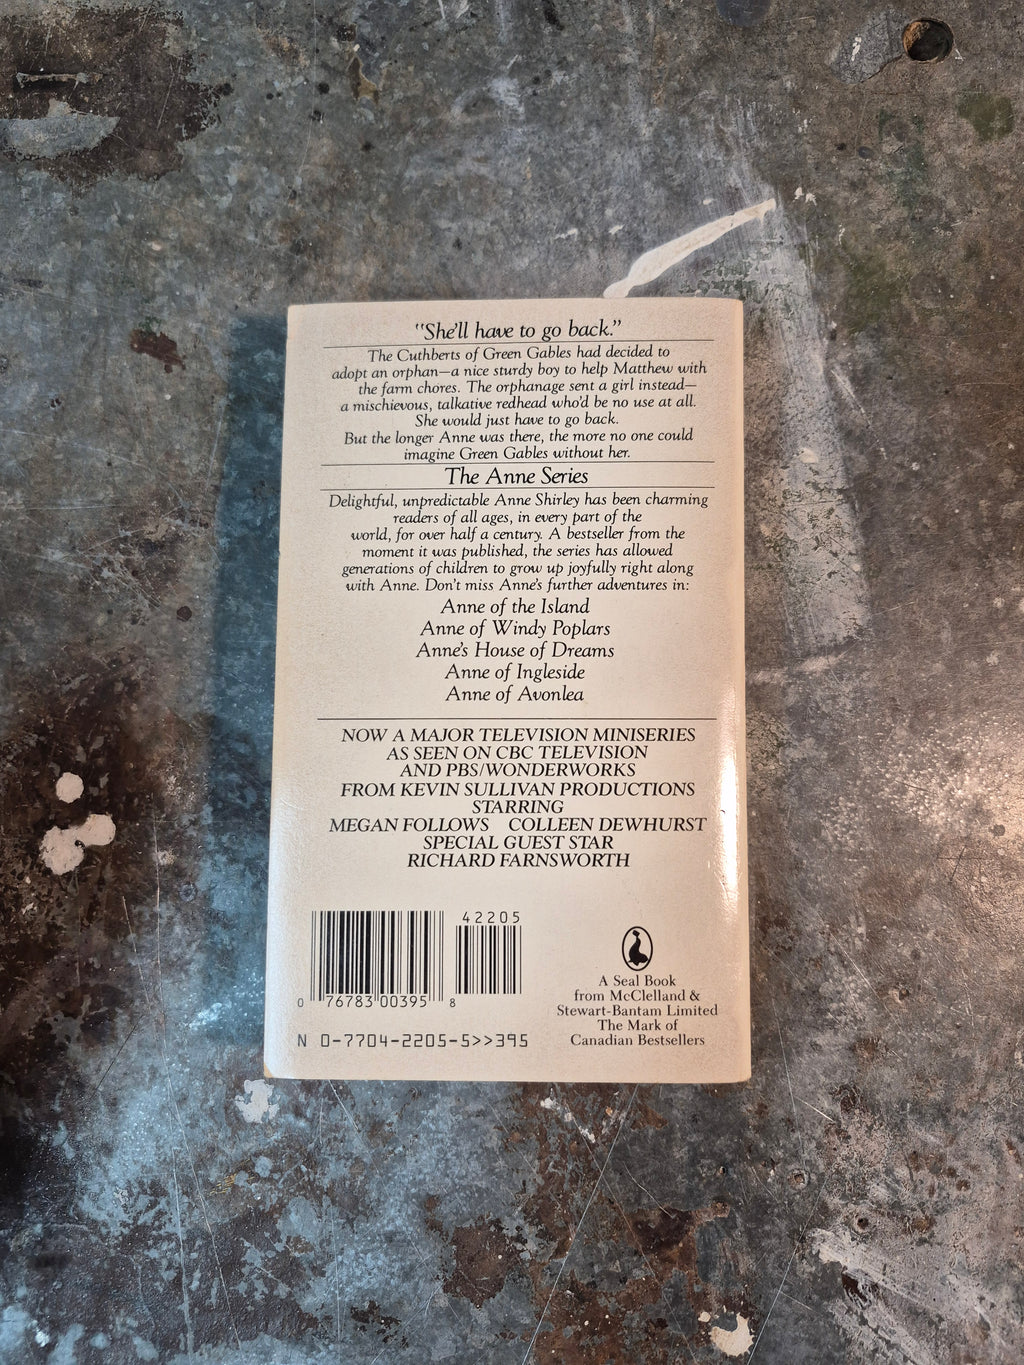 "She'll have to go back."
The Cuthberts of Green Gables had decided to
adopt an orphan—a nice sturdy boy to help Matthew with
the farm chores. The orphanage sent a girl instead—
a mischievous, talkative redhead who'd be no use at all.
She would just have to go back.
But the longer Anne was there, the more no one could
imagine Green Gables without her.
The Anne Series
Delightful, unpredictable Anne Shirley has been charming
readers of all ages, in every part of the
world, for over half a century. A bestseller from the
moment it was published, the series has allowed
generations of children to grow up joyfully right along
with Anne. Don't miss Anne's further adventures in:
Anne of the Island
Anne of Windy Poplars
Anne's House of Dreams
Anne of Ingleside
Anne of Avonlea
NOW A MAJOR TELEVISION MINISERIES
AS SEEN ON CBC TELEVISION
AND PBS/WONDERWORKS
FROM KEVIN SULLIVAN PRODUCTIONS
STARRING
MEGAN FOLLOWS COLLEEN DEWHURST
SPECIAL GUEST STAR
RICHARD FARNSWORTH
42205
0 76783 00395 8
N 0-7704-2205-5>>395
A Seal Book
from McClelland &
Stewart-Bantam Limited
The Mark of
Canadian Bestsellers